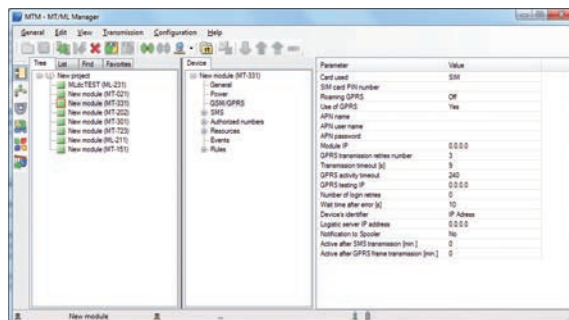 MTM - MT/ML Manager
General Edit View Transmission Configuration Help
Tree List Find Favorites
New project
MLdcTEST (ML-231)
New module (MT-021)
New module (MT-331)
New module (MT-202)
New module (MT-301)
New module (MT-723)
New module (ML-211)
New module (MT-151)
Device
New module (MT-331)
General
Power
GSM/GPRS
SMS
Authorized numbers
Resources
Events
Rules
Parameter Value
Card used SIM
SIM card PIN number
Roaming GPRS Off
Use of GPRS Yes
APN name
APN user name
APN password
Module IP 0.0.0.0
GPRS transmission retries number 3
Transmission timeout [s] 9
GPRS activity timeout 240
GPRS testing IP 0.0.0.0
Number of login retries 0
Wait time after error [s] 10
Device's identifier IP Adress
Logistic server IP address 0.0.0.0
Notification to Spooler No
Active after SMS transmission [min.] 0
Active after GPRS frame transmission [min.] 0
New module